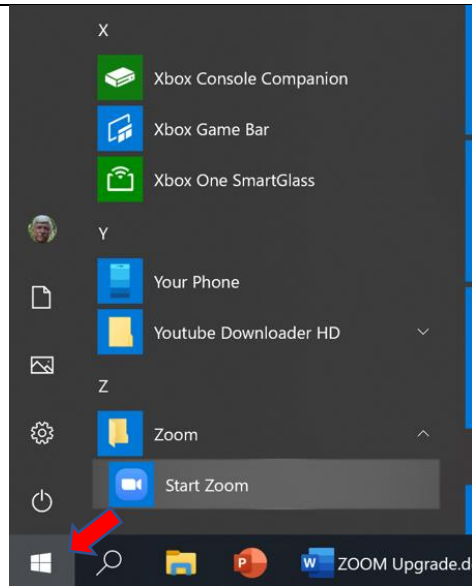 X
Xbox Console Companion
Xbox Game Bar
Xbox One SmartGlass
Y
Your Phone
Youtube Downloader HD
Z
Zoom
Start Zoom
P W ZOOM Upgrade.d